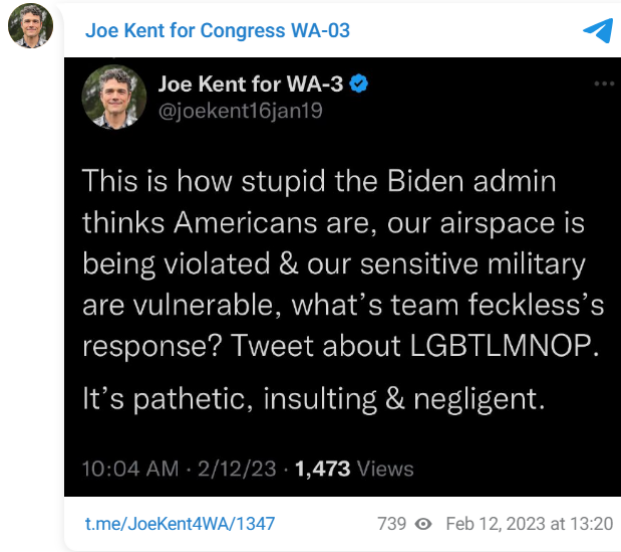 Joe Kent for Congress WA-03
Joe Kent for WA-3
@joekent16jan19
This is how stupid the Biden admin
thinks Americans are, our airspace is
being violated & our sensitive military
are vulnerable, what’s team feckless’s
response? Tweet about LGBTLMNOP.
It’s pathetic, insulting & negligent.
10:04 AM · 2/12/23 · 1,473 Views
t.me/JoeKent4WA/1347 739 Feb 12, 2023 at 13:20